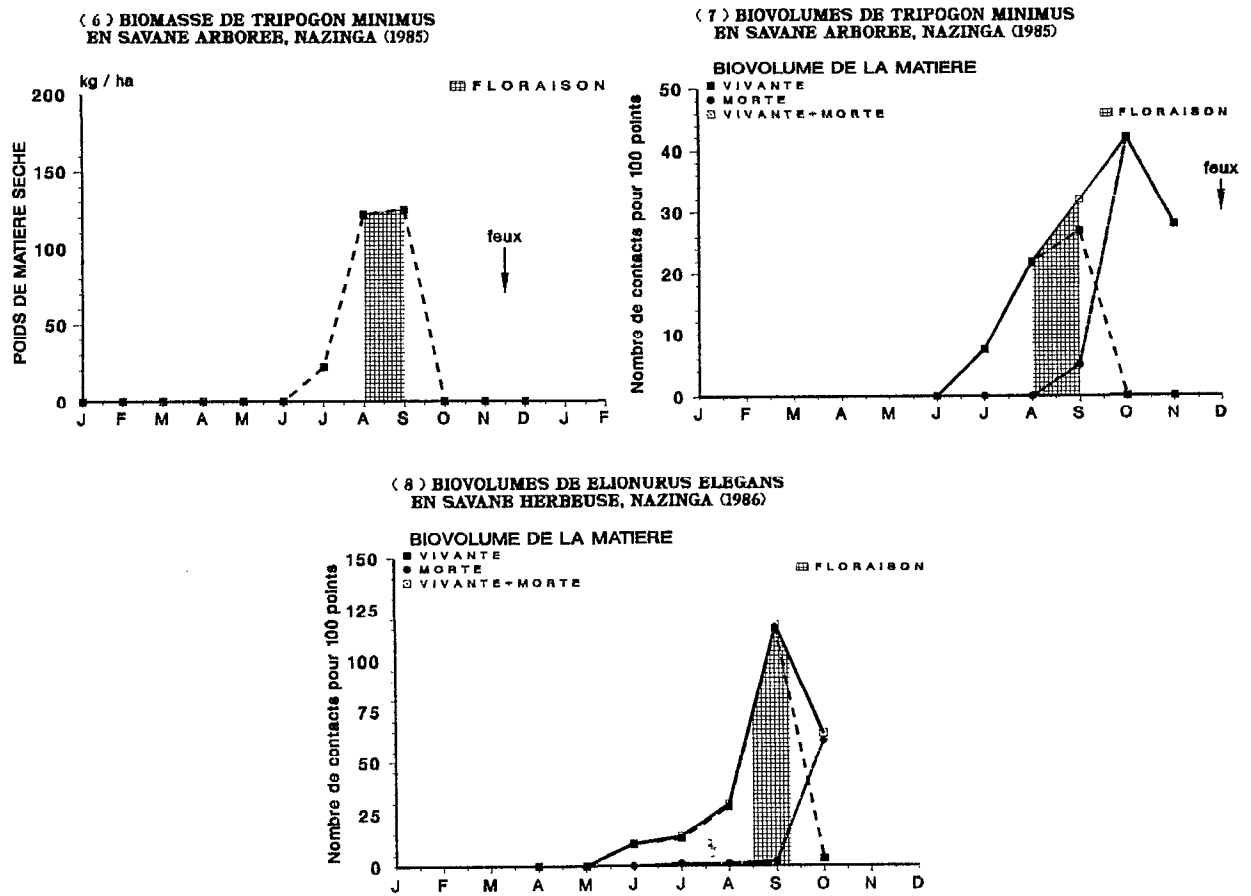 ( 6 ) BIOMASSE DE TRIPOGON MINIMUS
EN SAVANE ARBOREE, NAZINGA (1985)
kg / ha
FLORAISON
200
150
100
50
0
POIDS DE MATIERE SECHE
feux
J F M A M J J A S O N D J F
( 7 ) BIOVOLUMES DE TRIPOGON MINIMUS
EN SAVANE ARBOREE, NAZINGA (1985)
BIOVOLUME DE LA MATIERE
VIVANTE
MORTE
VIVANTE+MORTE
FLORAISON
50
40
30
20
10
0
Nombre de contacts pour 100 points
feux
J F M A M J J A S O N D
( 8 ) BIOVOLUMES DE ELIONURUS ELEGANS
EN SAVANE HERBEUSE, NAZINGA (1986)
BIOVOLUME DE LA MATIERE
VIVANTE
MORTE
VIVANTE+MORTE
FLORAISON
150
125
100
75
50
25
0
Nombre de contacts pour 100 points
J F M A M J J A S O N D